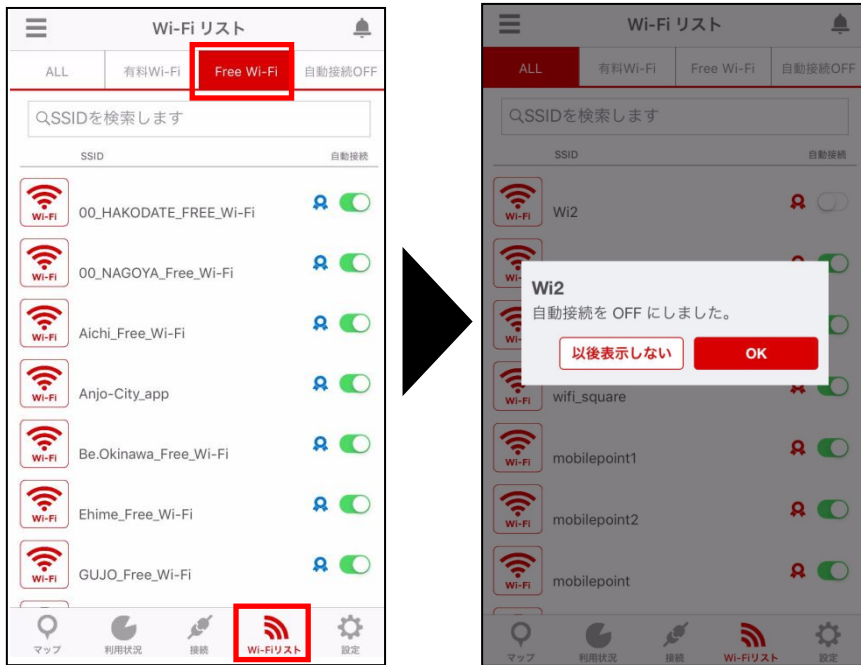 Wi-Fi リスト
ALL 有料Wi-Fi Free Wi-Fi 自動接続OFF
SSIDを検索します
SSID 自動接続
Wi-Fi 00_HAKODATE_FREE_Wi-Fi
Wi-Fi 00_NAGOYA_Free_Wi-Fi
Wi-Fi Aichi_Free_Wi-Fi
Wi-Fi Anjo-City_app
Wi-Fi Be.Okinawa_Free_Wi-Fi
Wi-Fi Ehime_Free_Wi-Fi
Wi-Fi GUJO_Free_Wi-Fi
マップ 利用状況 接続 Wi-Fiリスト 設定
Wi-Fi リスト
ALL 有料Wi-Fi Free Wi-Fi 自動接続OFF
SSIDを検索します
SSID 自動接続
Wi-Fi Wi2
Wi2
自動接続を OFF にしました。
以後表示しない OK
Wi-Fi wifi_square
Wi-Fi mobilepoint1
Wi-Fi mobilepoint2
Wi-Fi mobilepoint
マップ 利用状況 接続 Wi-Fiリスト 設定